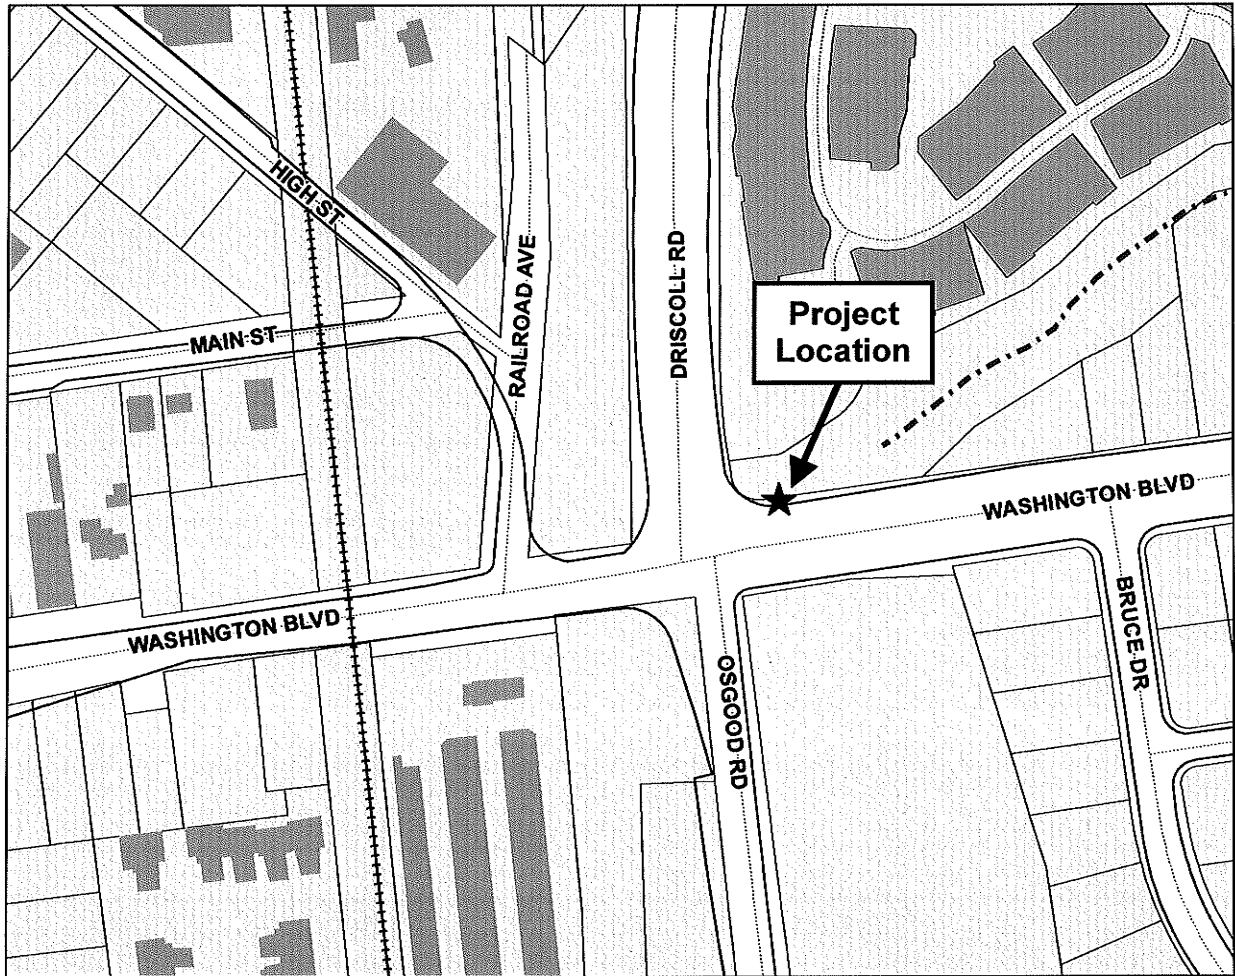 HIGH ST
RAILROAD AVE
DRISCOLL RD
MAIN ST
Project
Location
WASHINGTON BLVD
WASHINGTON BLVD
BRUCE DR
OSGOOD RD